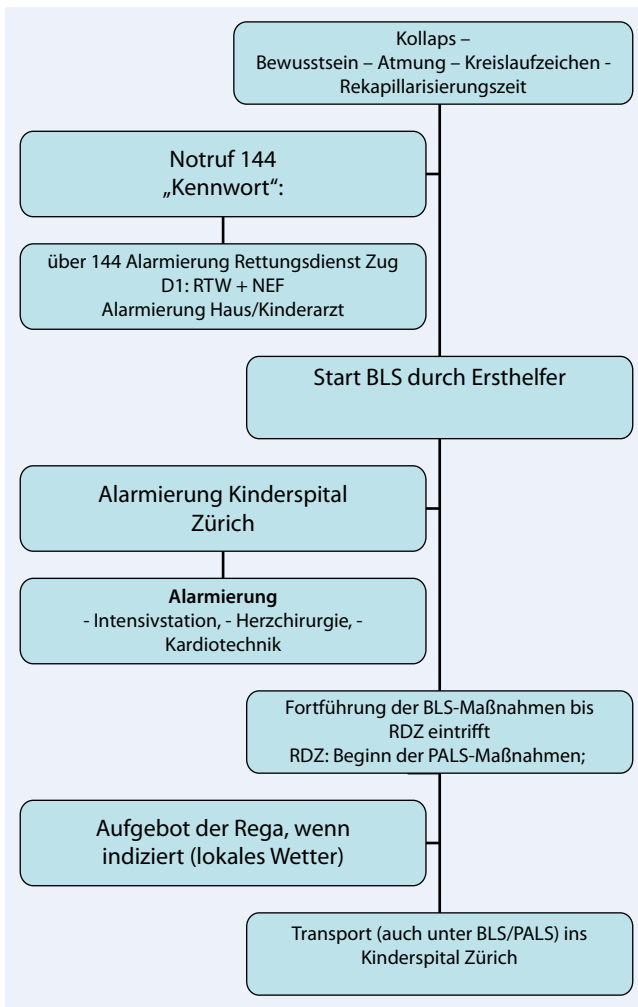 Kollaps –
Bewusstsein – Atmung – Kreislaufzeichen -
Rekapillarisierungszeit
Notruf 144
„Kennwort“:
über 144 Alarmierung Rettungsdienst Zug
D1: RTW + NEF
Alarmierung Haus/Kinderarzt
Start BLS durch Ersthelfer
Alarmierung Kinderspital
Zürich
Alarmierung
- Intensivstation, - Herzchirurgie, -
Kardiotechnik
Fortführung der BLS-Maßnahmen bis
RDZ eintrifft
RDZ: Beginn der PALS-Maßnahmen;
Aufgebot der Rega, wenn
indiziert (lokales Wetter)
Transport (auch unter BLS/PALS) ins
Kinderspital Zürich